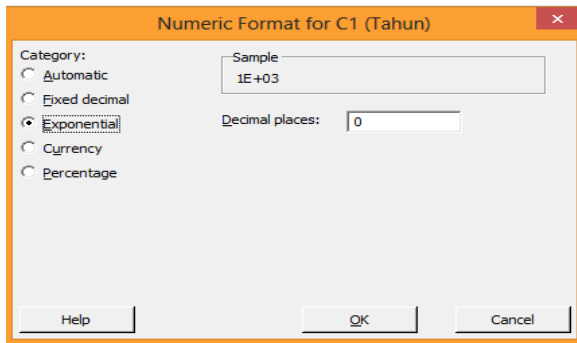 Numeric Format for C1 (Tahun)
Category:
Automatic
Fixed decimal
Exponential
Currency
Percentage
Sample
1E+03
Decimal places: 0
Help
OK
Cancel